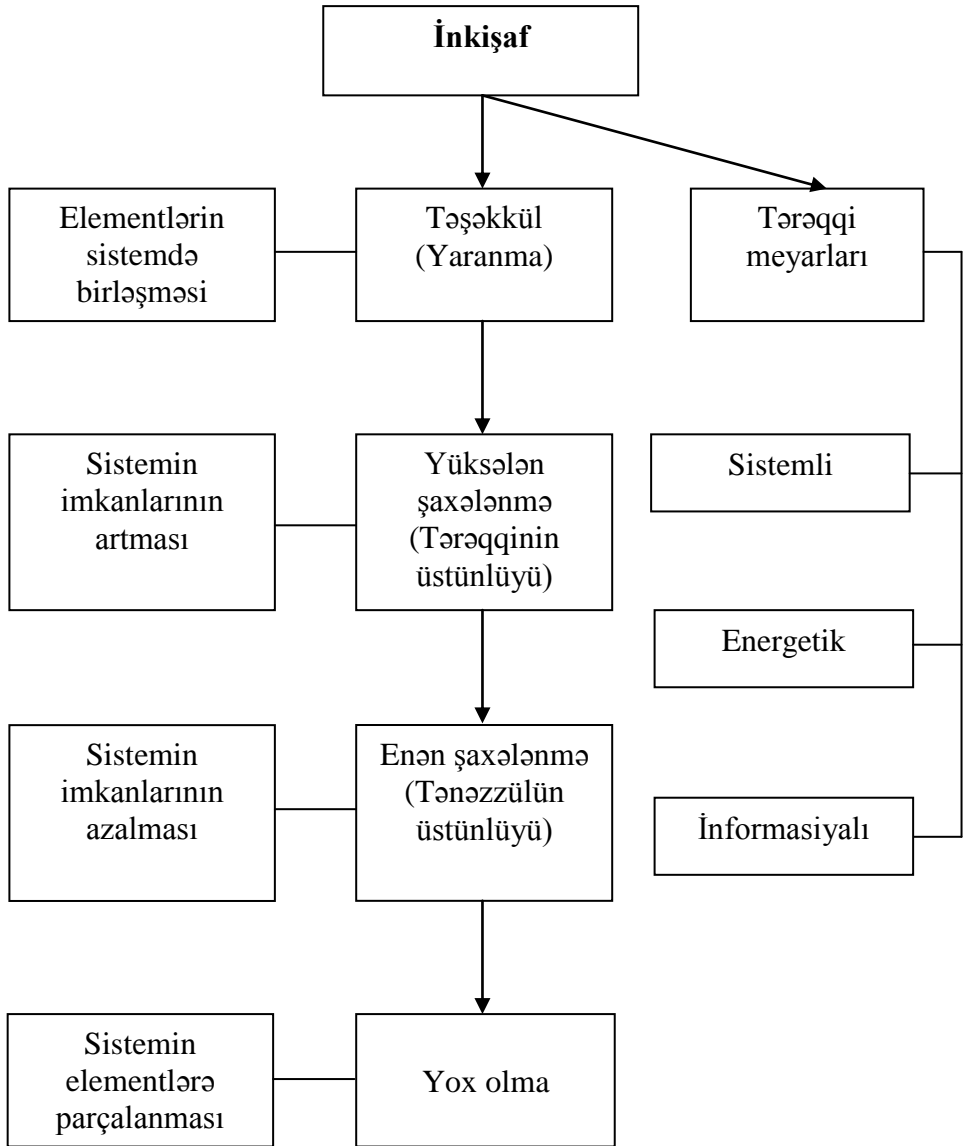 İnkişaf
Elementlərin
sistemdə
birləşməsi
Təşəkkül
(Yaranma)
Tərəqqi
meyarları
Sistemin
imkanlarının
artması
Yüksələn
şaxələnmə
(Tərəqqinin
üstünlüyü)
Sistemli
Energetik
Sistemin
imkanlarının
azalması
Enən şaxələnmə
(Tənəzzülün
üstünlüyü)
İnformasiyalı
Sistemin
elementlərə
parçalanması
Yox olma